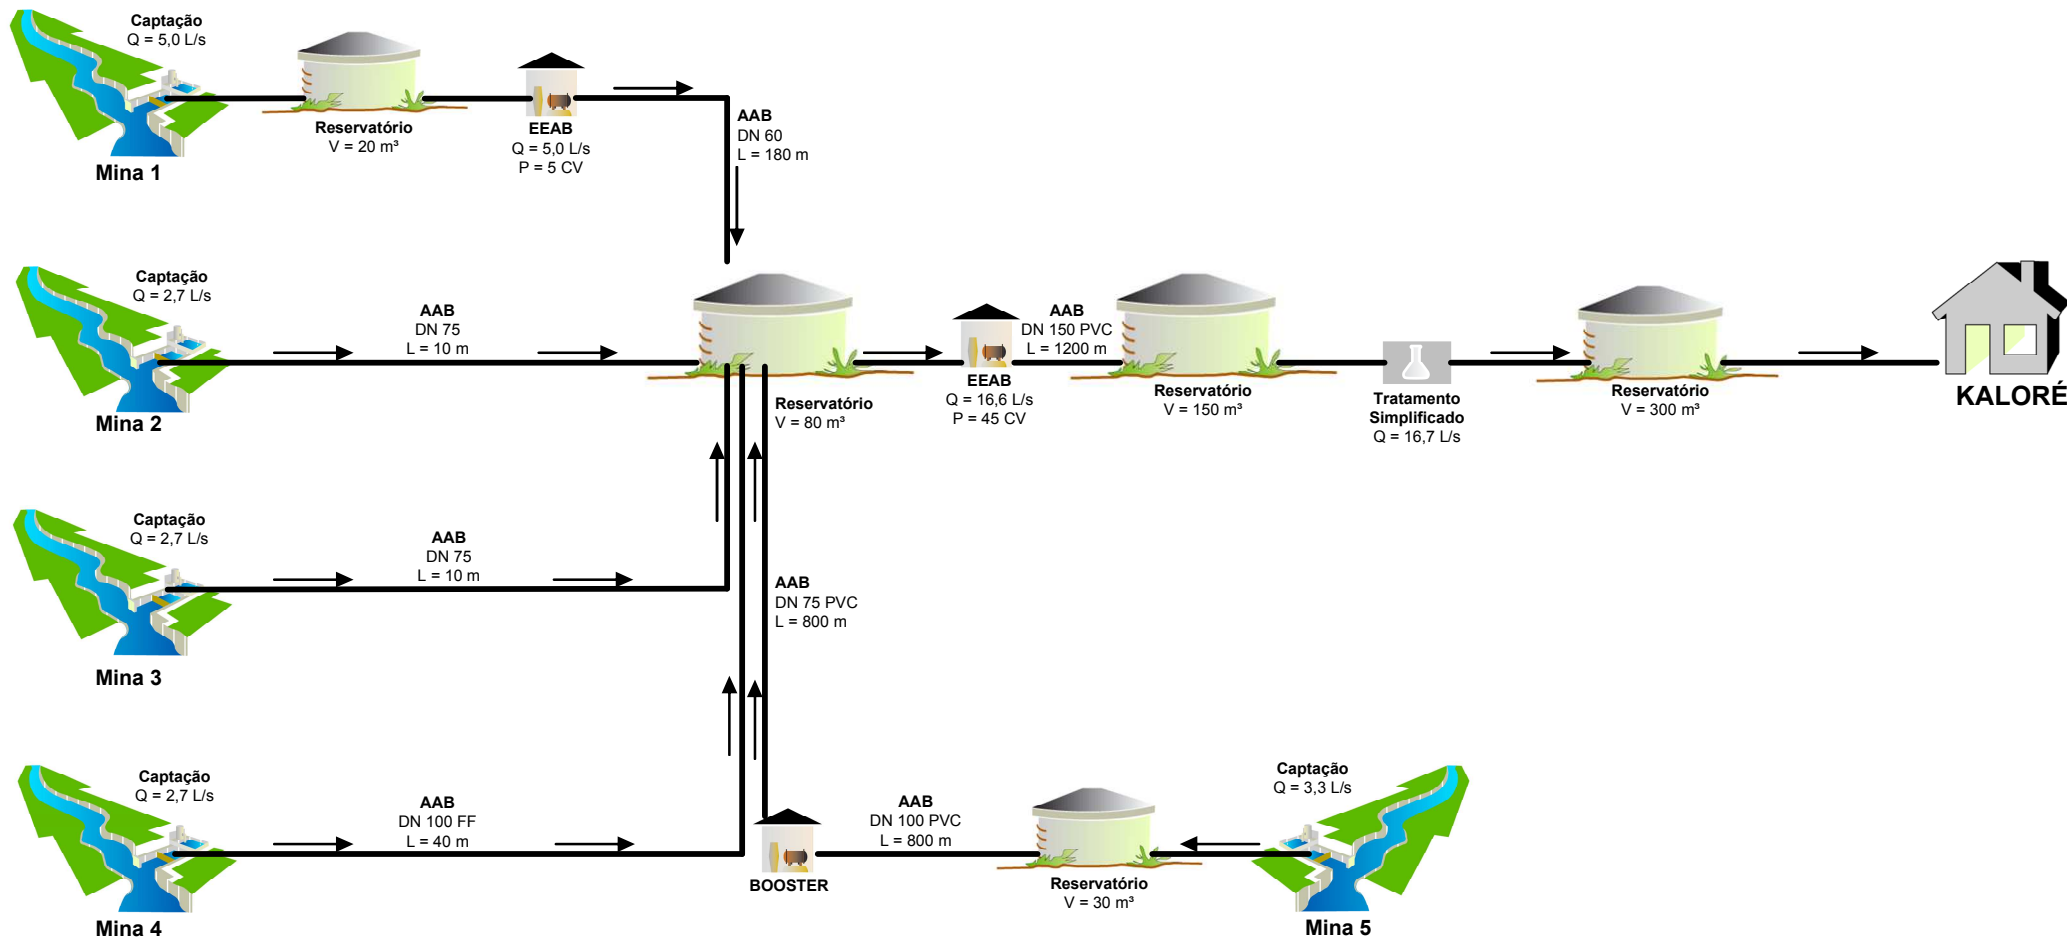 Captação
Q = 5,0 L/s
Mina 1
Reservatório
V = 20 m³
EEAB
Q = 5,0 L/s
P = 5 CV
AAB
DN 60
L = 180 m
Captação
Q = 2,7 L/s
Mina 2
AAB
DN 75
L = 10 m
Reservatório
V = 80 m³
EEAB
Q = 16,6 L/s
P = 45 CV
AAB
DN 150 PVC
L = 1200 m
Reservatório
V = 150 m³
Tratamento
Simplificado
Q = 16,7 L/s
Reservatório
V = 300 m³
KALORÉ
Captação
Q = 2,7 L/s
Mina 3
AAB
DN 75
L = 10 m
AAB
DN 75 PVC
L = 800 m
Captação
Q = 2,7 L/s
Mina 4
AAB
DN 100 FF
L = 40 m
BOOSTER
AAB
DN 100 PVC
L = 800 m
Reservatório
V = 30 m³
Captação
Q = 3,3 L/s
Mina 5